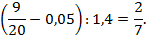 (9/20 − 0,05) : 1,4 = 2/7.